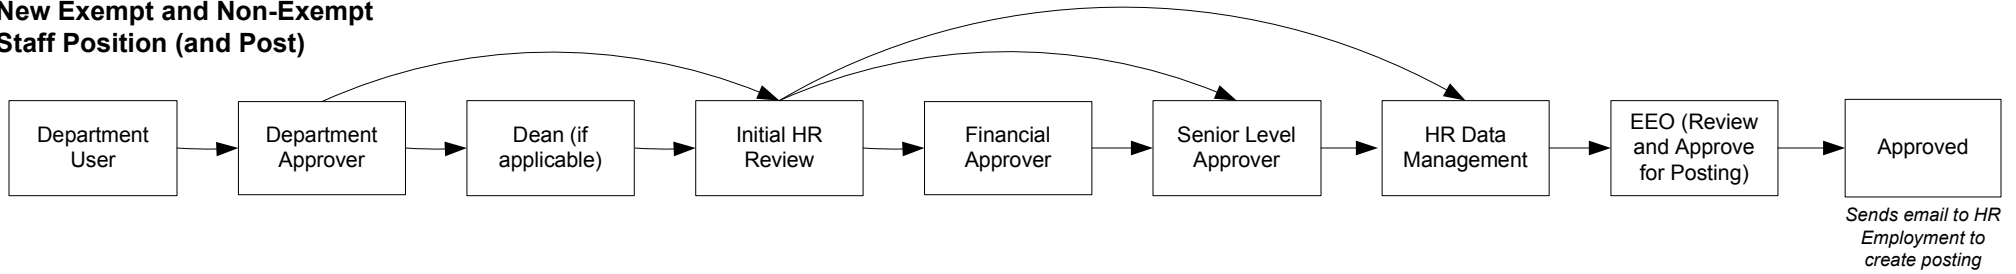 New Exempt and Non-Exempt
Staff Position (and Post)
Department
User
Department
Approver
Dean (if
applicable)
Initial HR
Review
Financial
Approver
Senior Level
Approver
HR Data
Management
EEO (Review
and Approve
for Posting)
Approved
Sends email to HR
Employment to
create posting